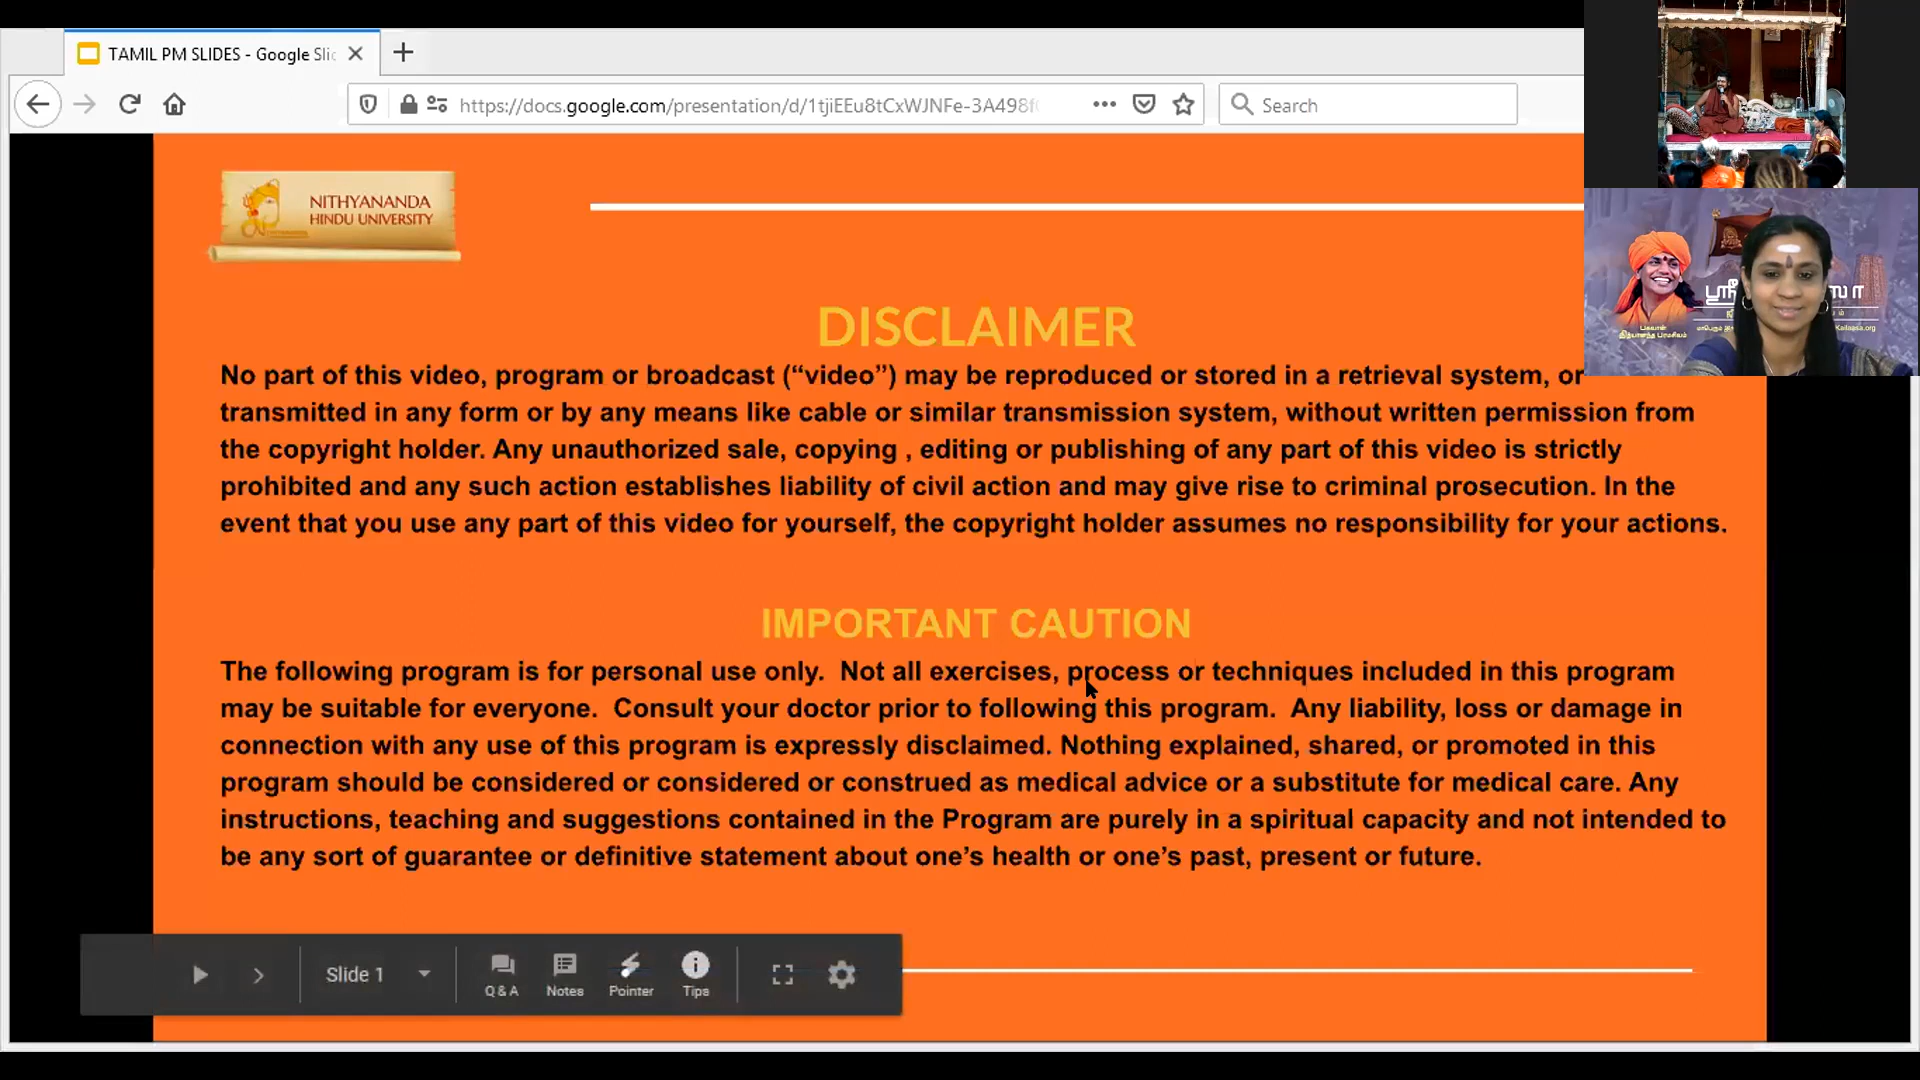 TAMIL PM SLIDES - Google Slic
https://docs.google.com/presentation/d/1tjiEEu8tCxWJNFe-3A498f
Search
NITHYANANDA
HINDU UNIVERSITY
DISCLAIMER
No part of this video, program or broadcast (“video”) may be reproduced or stored in a retrieval system, or
transmitted in any form or by any means like cable or similar transmission system, without written permission from
the copyright holder. Any unauthorized sale, copying , editing or publishing of any part of this video is strictly
prohibited and any such action establishes liability of civil action and may give rise to criminal prosecution. In the
event that you use any part of this video for yourself, the copyright holder assumes no responsibility for your actions.
IMPORTANT CAUTION
The following program is for personal use only.  Not all exercises, process or techniques included in this program
may be suitable for everyone.  Consult your doctor prior to following this program.  Any liability, loss or damage in
connection with any use of this program is expressly disclaimed. Nothing explained, shared, or promoted in this
program should be considered or considered or construed as medical advice or a substitute for medical care. Any
instructions, teaching and suggestions contained in the Program are purely in a spiritual capacity and not intended to
be any sort of guarantee or definitive statement about one’s health or one’s past, present or future.
Slide 1
Q & A
Notes
Pointer
Tips
ஸ்ரீ
பகவான்
நித்யானந்த பரமசிவம்
Kailaasa.org